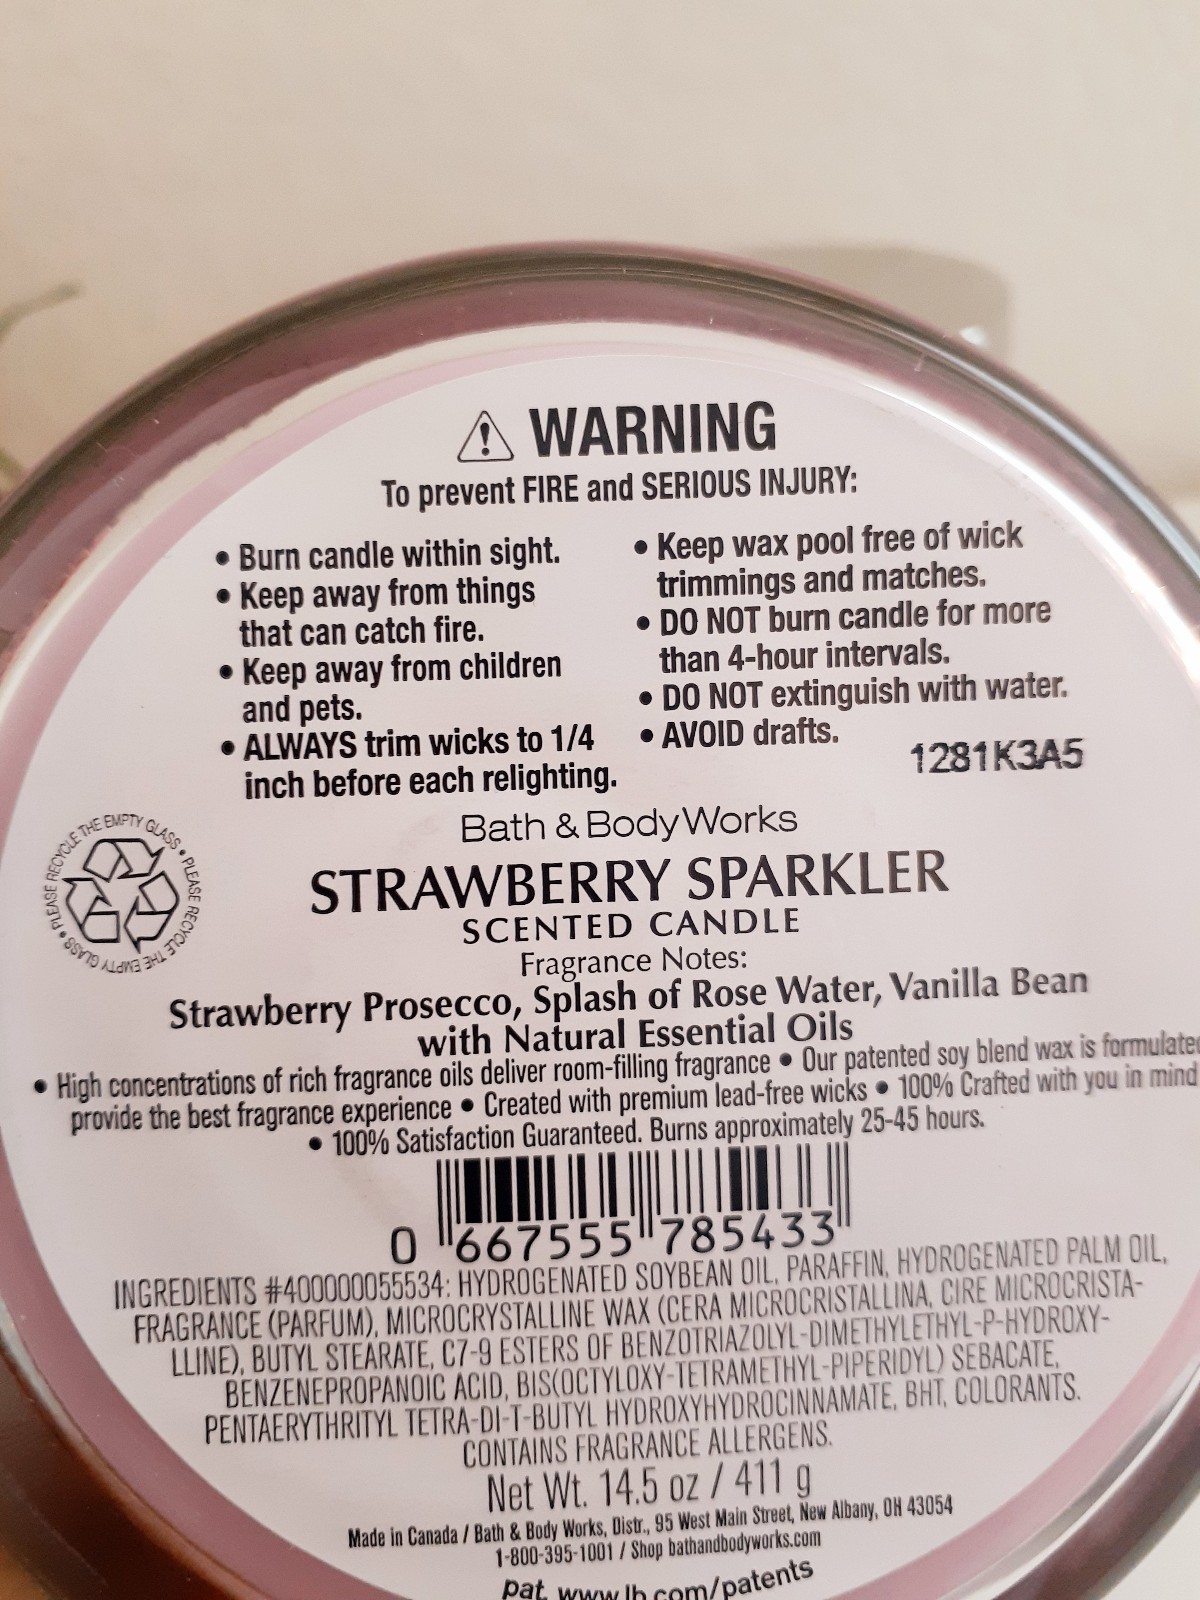 WARNING
To prevent FIRE and SERIOUS INJURY:
• Burn candle within sight.
• Keep away from things
that can catch fire.
• Keep away from children
and pets.
• ALWAYS trim wicks to 1/4
inch before each relighting.
• Keep wax pool free of wick
trimmings and matches.
• DO NOT burn candle for more
than 4-hour intervals.
• DO NOT extinguish with water.
• AVOID drafts.
1281K3A5
PLEASE RECYCLE THE EMPTY GLASS • PLEASE RECYCLE THE EMPTY GLASS •
Bath & Body Works
STRAWBERRY SPARKLER
SCENTED CANDLE
Fragrance Notes:
Strawberry Prosecco, Splash of Rose Water, Vanilla Bean
with Natural Essential Oils
• High concentrations of rich fragrance oils deliver room-filling fragrance • Our patented soy blend wax is formulated
provide the best fragrance experience • Created with premium lead-free wicks • 100% Crafted with you in mind
• 100% Satisfaction Guaranteed. Burns approximately 25-45 hours.
0 667555 785433
INGREDIENTS #400000055534: HYDROGENATED SOYBEAN OIL, PARAFFIN, HYDROGENATED PALM OIL,
FRAGRANCE (PARFUM), MICROCRYSTALLINE WAX (CERA MICROCRISTALLINA, CIRE MICROCRISTA-
LLINE), BUTYL STEARATE, C7-9 ESTERS OF BENZOTRIAZOLYL-DIMETHYLETHYL-P-HYDROXY-
BENZENEPROPANOIC ACID, BIS(OCTYLOXY-TETRAMETHYL-PIPERIDYL) SEBACATE,
PENTAERYTHRITYL TETRA-DI-T-BUTYL HYDROXYHYDROCINNAMATE, BHT, COLORANTS.
CONTAINS FRAGRANCE ALLERGENS.
Net Wt. 14.5 oz / 411 g
Made in Canada / Bath & Body Works, Distr., 95 West Main Street, New Albany, OH 43054
1-800-395-1001 / Shop bathandbodyworks.com
pat. www.lb.com/patents